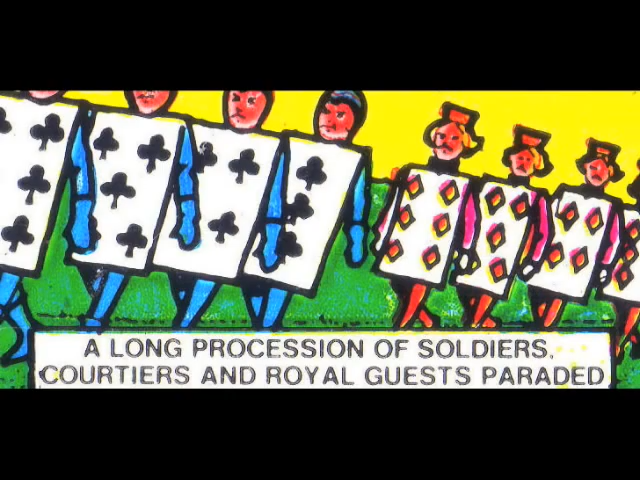 A LONG PROCESSION OF SOLDIERS,
COURTIERS AND ROYAL GUESTS PARADED